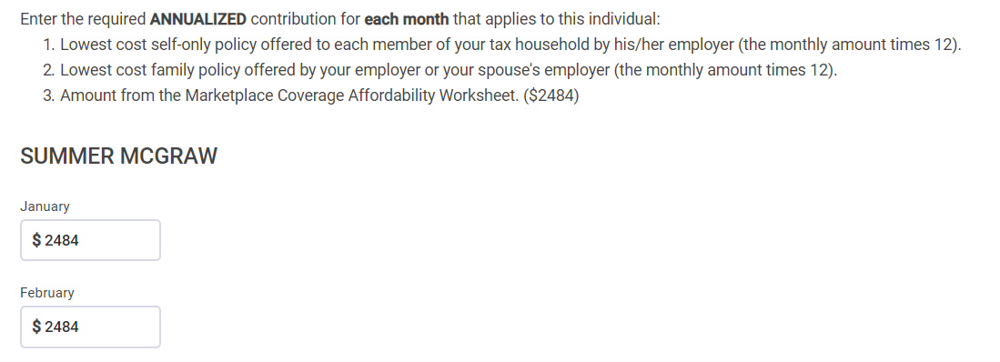 Enter the required ANNUALIZED contribution for each month that applies to this individual:
1. Lowest cost self-only policy offered to each member of your tax household by his/her employer (the monthly amount times 12).
2. Lowest cost family policy offered by your employer or your spouse's employer (the monthly amount times 12).
3. Amount from the Marketplace Coverage Affordability Worksheet. ($2484)
SUMMER MCGRAW
January
$ 2484
February
$ 2484